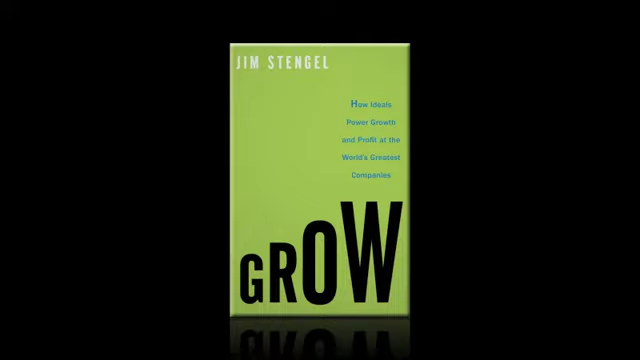 JIM STENGEL
How Ideals
Power Growth
and Profit at the
World's Greatest
Companies
GROW